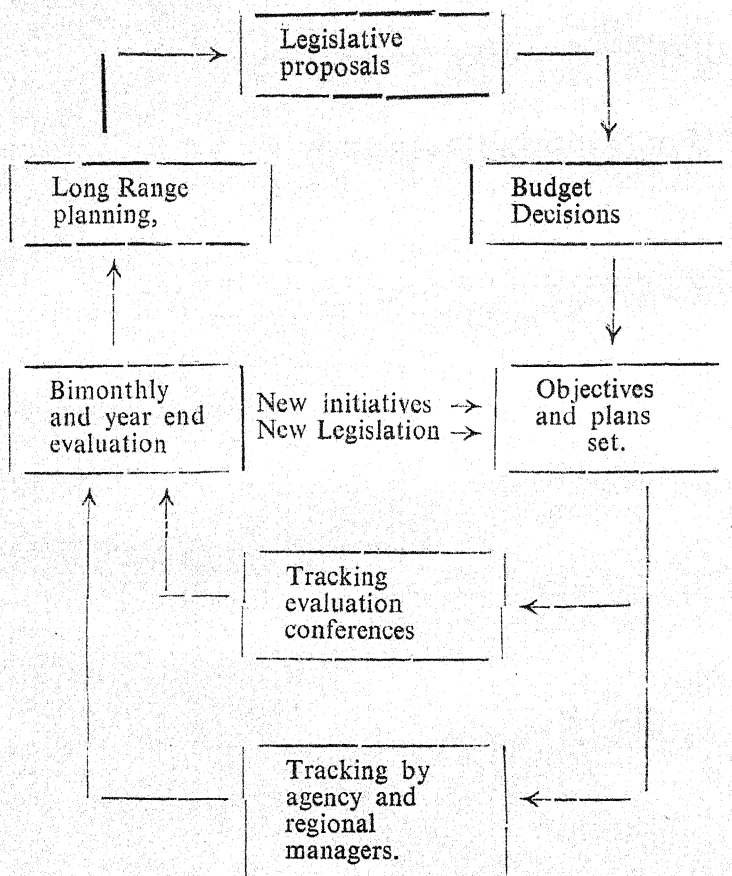 Legislative
proposals
Long Range
planning,
Budget
Decisions
Bimonthly
and year end
evaluation
New initiatives →
New Legislation →
Objectives
and plans
set.
Tracking
evaluation
conferences
Tracking by
agency and
regional
managers.